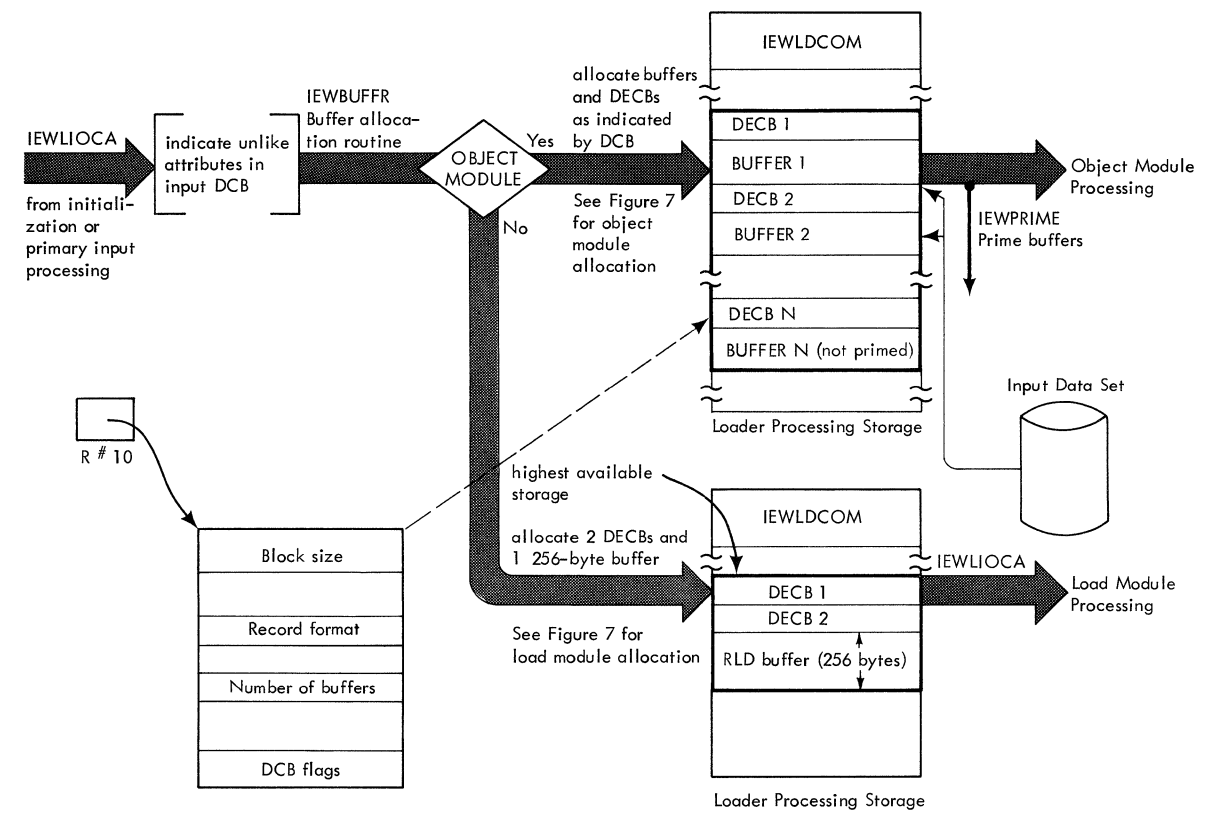 IEWLIOCA
from initiali-
zation or
primary input
processing
indicate unlike
attributes in
input DCB
IEWBUFFR
Buffer alloca-
tion routine
OBJECT
MODULE
Yes
No
allocate buffers
and DECBs
as indicated
by DCB
See Figure 7
for object
module
allocation
IEWLDCOM
DECB 1
BUFFER 1
DECB 2
BUFFER 2
DECB N
BUFFER N (not primed)
Loader Processing Storage
Object Module
Processing
IEWPRIME
Prime buffers
Input Data Set
R # 10
Block size
Record format
Number of buffers
DCB flags
highest available
storage
allocate 2 DECBs and
1 256-byte buffer
See Figure 7 for
load module allocation
IEWLDCOM
DECB 1
DECB 2
RLD buffer (256 bytes)
Loader Processing Storage
IEWLIOCA
Load Module
Processing